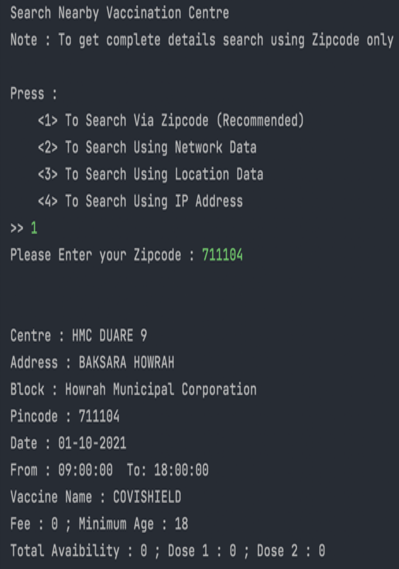 Search Nearby Vaccination Centre
Note : To get complete details search using Zipcode only
Press :
<1> To Search Via Zipcode (Recommended)
<2> To Search Using Network Data
<3> To Search Using Location Data
<4> To Search Using IP Address
>> 1
Please Enter your Zipcode : 711104
Centre : HMC DUARE 9
Address : BAKSARA HOWRAH
Block : Howrah Municipal Corporation
Pincode : 711104
Date : 01-10-2021
From : 09:00:00  To: 18:00:00
Vaccine Name : COVISHIELD
Fee : 0 ; Minimum Age : 18
Total Avaibility : 0 ; Dose 1 : 0 ; Dose 2 : 0